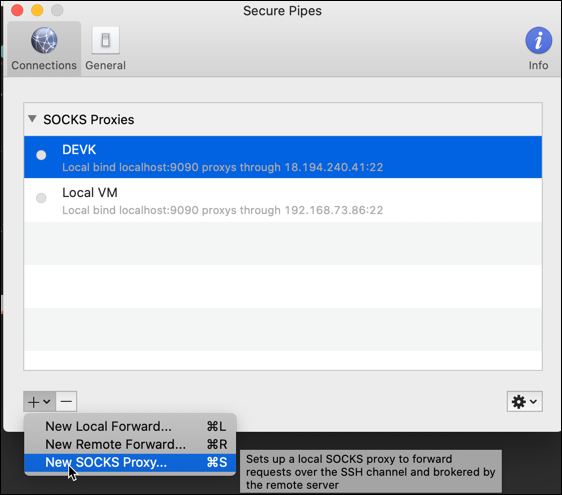 Secure Pipes
Connections
General
Info
SOCKS Proxies
DEVK
Local bind localhost:9090 proxys through 18.194.240.41:22
Local VM
Local bind localhost:9090 proxys through 192.168.73.86:22
New Local Forward... ⌘L
New Remote Forward... ⌘R
New SOCKS Proxy... ⌘S
Sets up a local SOCKS proxy to forward
requests over the SSH channel and brokered by
the remote server